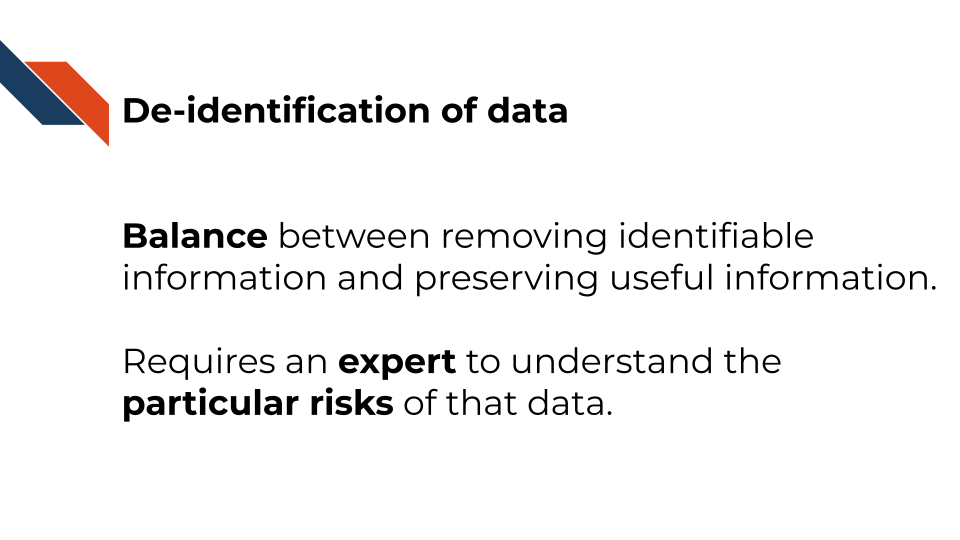 De-identification of data
Balance between removing identifiable
information and preserving useful information.
Requires an expert to understand the
particular risks of that data.